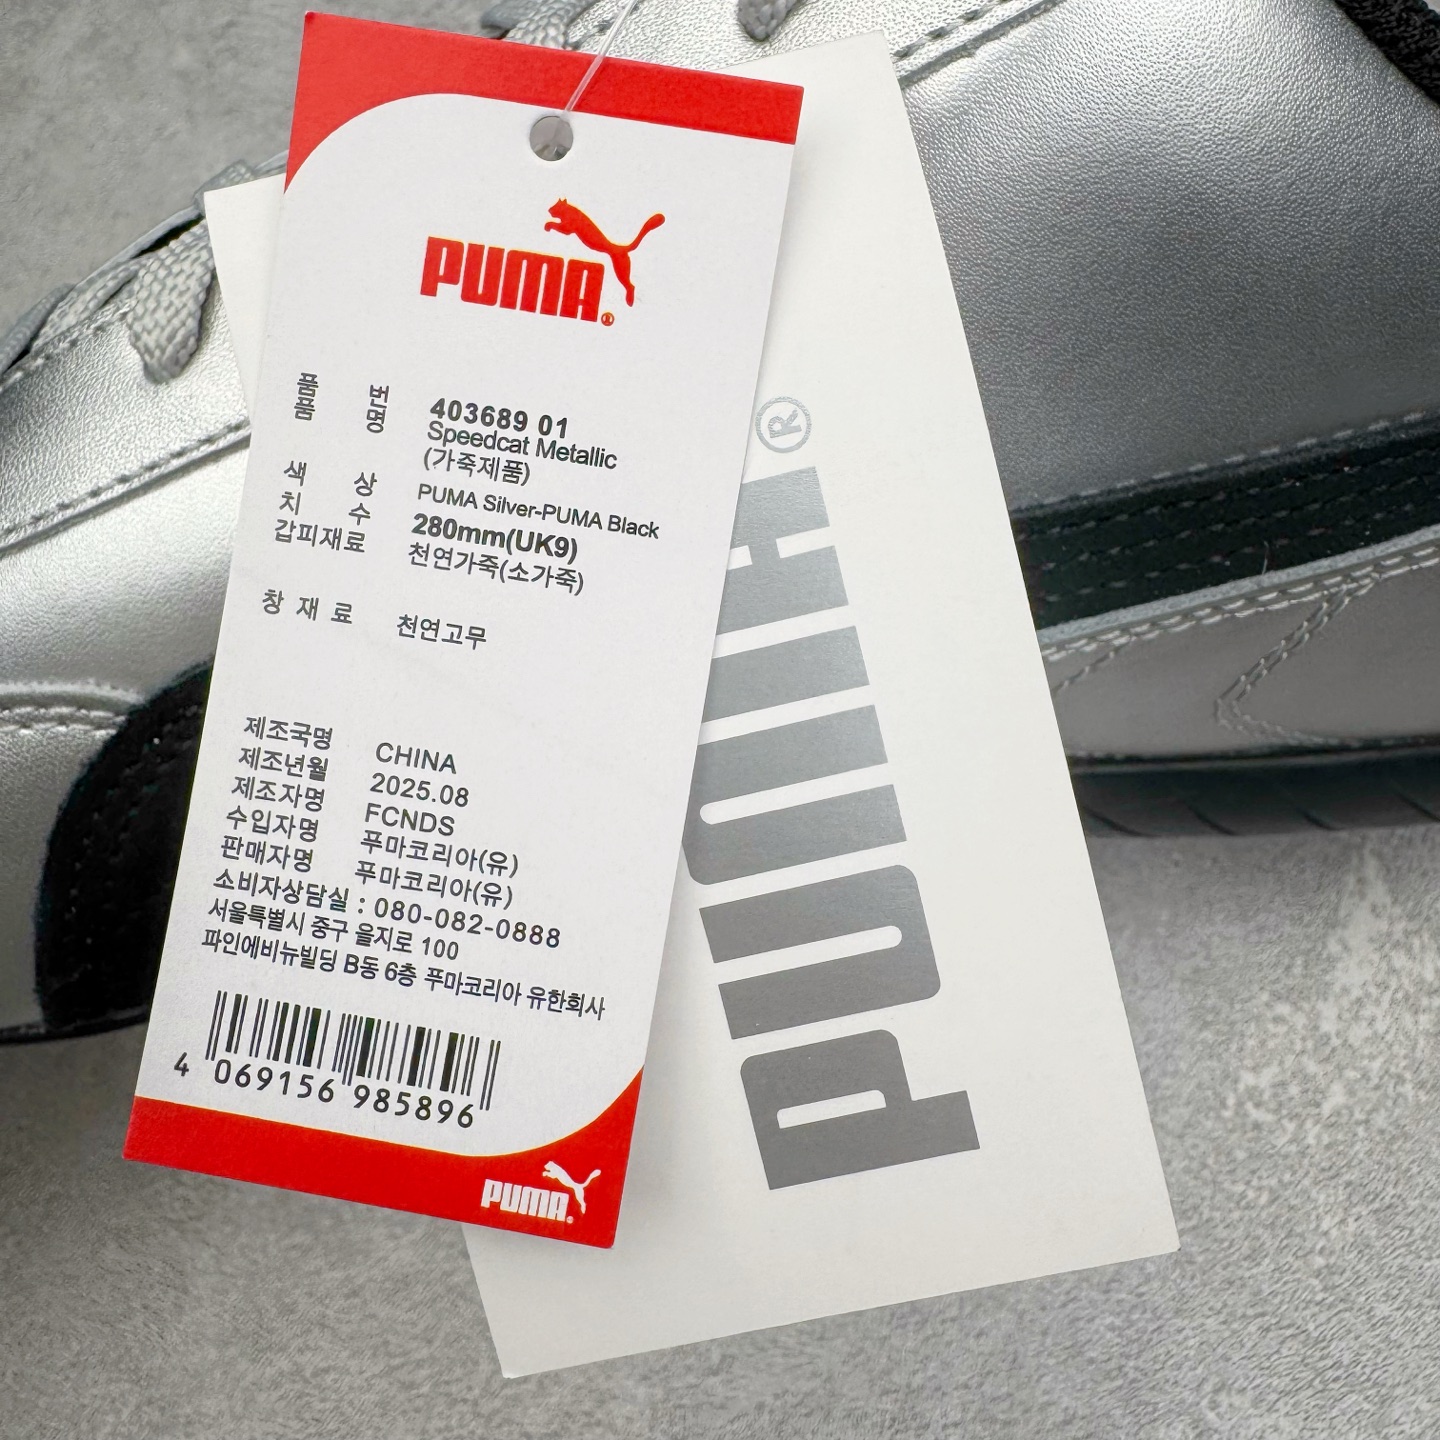 PUMA®
품 번 403689 01
품 명 Speedcat Metallic
(가죽제품)
색 상 PUMA Silver-PUMA Black
치 수 280mm(UK9)
갑피재료 천연가죽(소가죽)
창 재 료 천연고무
제조국명 CHINA
제조년월 2025.08
제조자명 FCNDS
수입자명 푸마코리아(유)
판매자명 푸마코리아(유)
소비자상담실 : 080-082-0888
서울특별시 중구 을지로 100
파인에비뉴빌딩 B동 6층 푸마코리아 유한회사
4 069156 985896
PUMA®
PUMA®